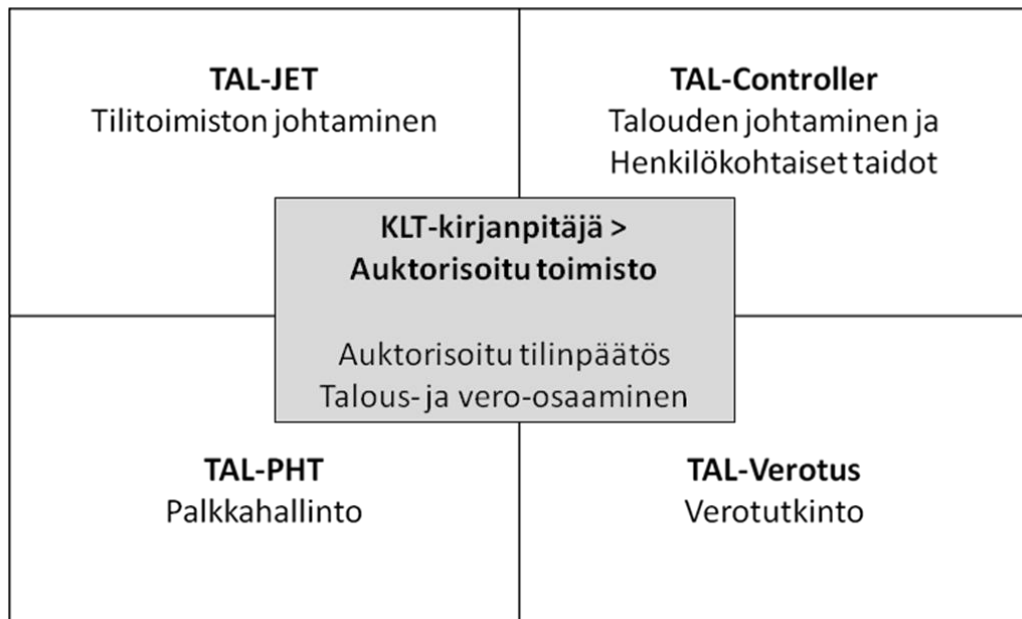 TAL-JET
Tilitoimiston johtaminen
TAL-Controller
Talouden johtaminen ja
Henkilökohtaiset taidot
KLT-kirjanpitäjä >
Auktorisoitu toimisto
Auktorisoitu tilinpäätös
Talous- ja vero-osaaminen
TAL-PHT
Palkkahallinto
TAL-Verotus
Verotutkinto